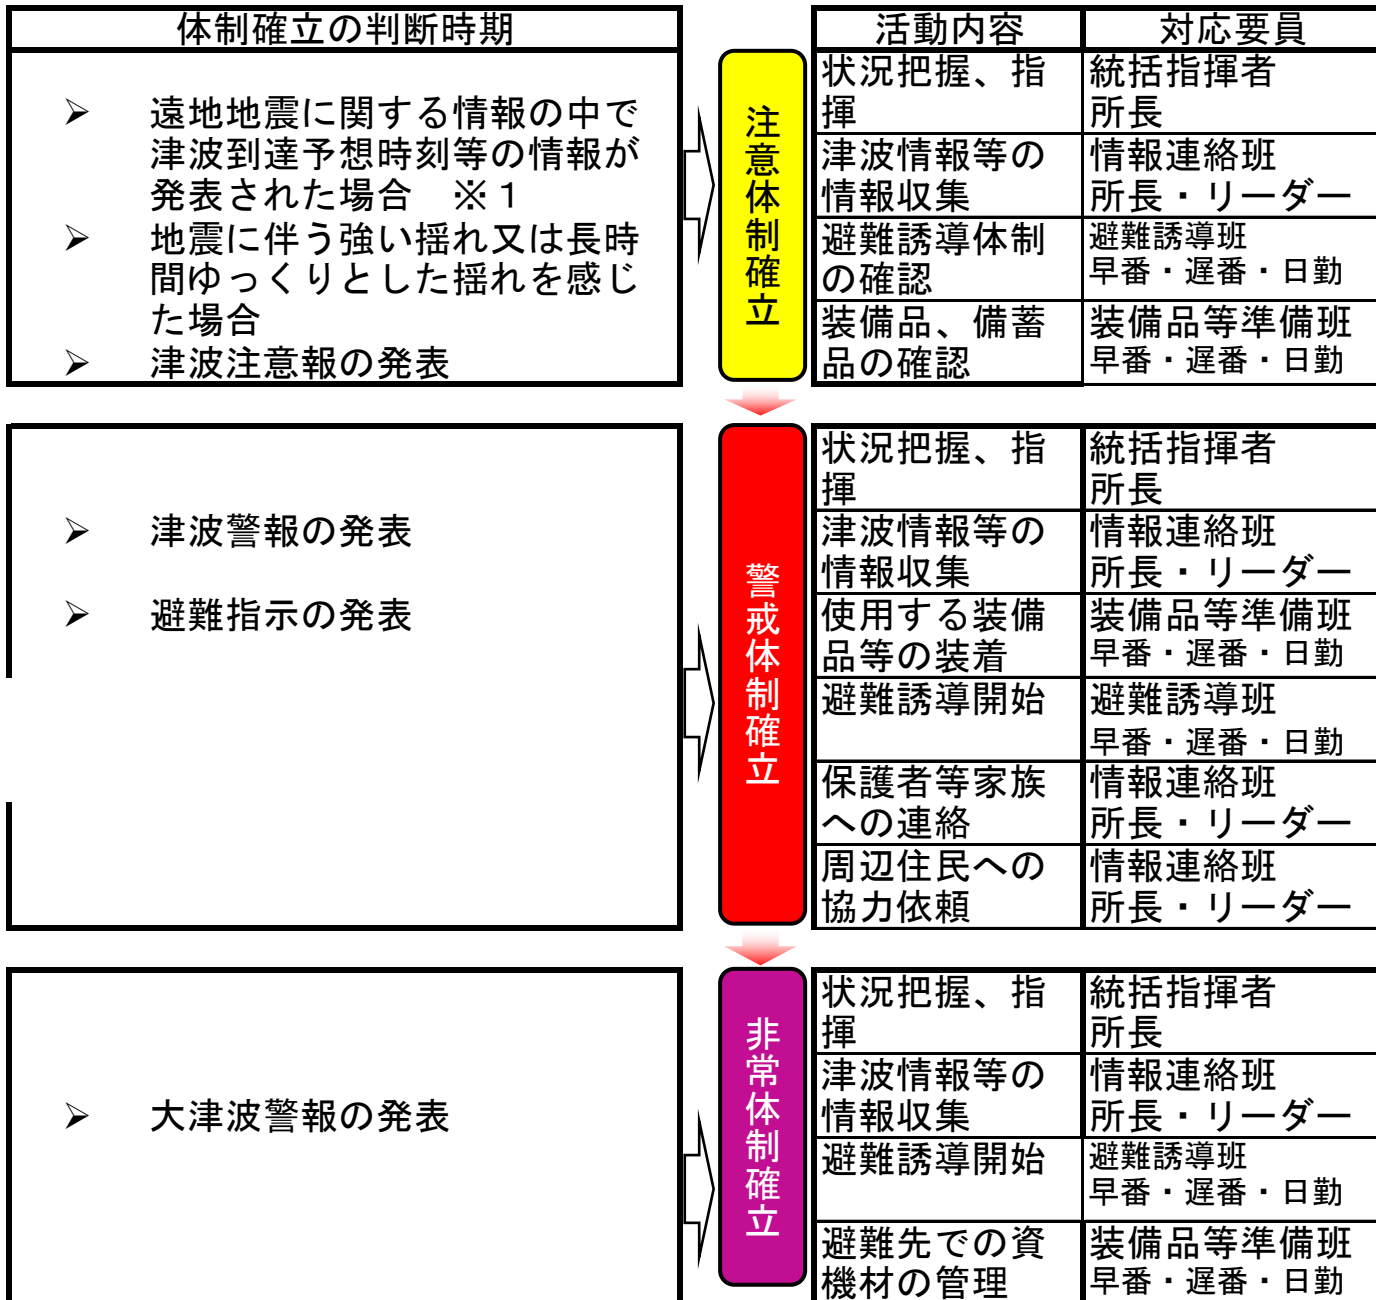 体制確立の判断時期
➢ 遠地地震に関する情報の中で
津波到達予想時刻等の情報が
発表された場合　※１
➢ 地震に伴う強い揺れ又は長時
間ゆっくりとした揺れを感じ
た場合
➢ 津波注意報の発表
注意体制確立
活動内容
対応要員
状況把握、指
揮
統括指揮者
所長
津波情報等の
情報収集
情報連絡班
所長・リーダー
避難誘導体制
の確認
避難誘導班
早番・遅番・日勤
装備品、備蓄
品の確認
装備品等準備班
早番・遅番・日勤
➢ 津波警報の発表
➢ 避難指示の発表
警戒体制確立
状況把握、指
揮
統括指揮者
所長
津波情報等の
情報収集
情報連絡班
所長・リーダー
使用する装備
品等の装着
装備品等準備班
早番・遅番・日勤
避難誘導開始
避難誘導班
早番・遅番・日勤
保護者等家族
への連絡
情報連絡班
所長・リーダー
周辺住民への
協力依頼
情報連絡班
所長・リーダー
➢ 大津波警報の発表
非常体制確立
状況把握、指
揮
統括指揮者
所長
津波情報等の
情報収集
情報連絡班
所長・リーダー
避難誘導開始
避難誘導班
早番・遅番・日勤
避難先での資
機材の管理
装備品等準備班
早番・遅番・日勤